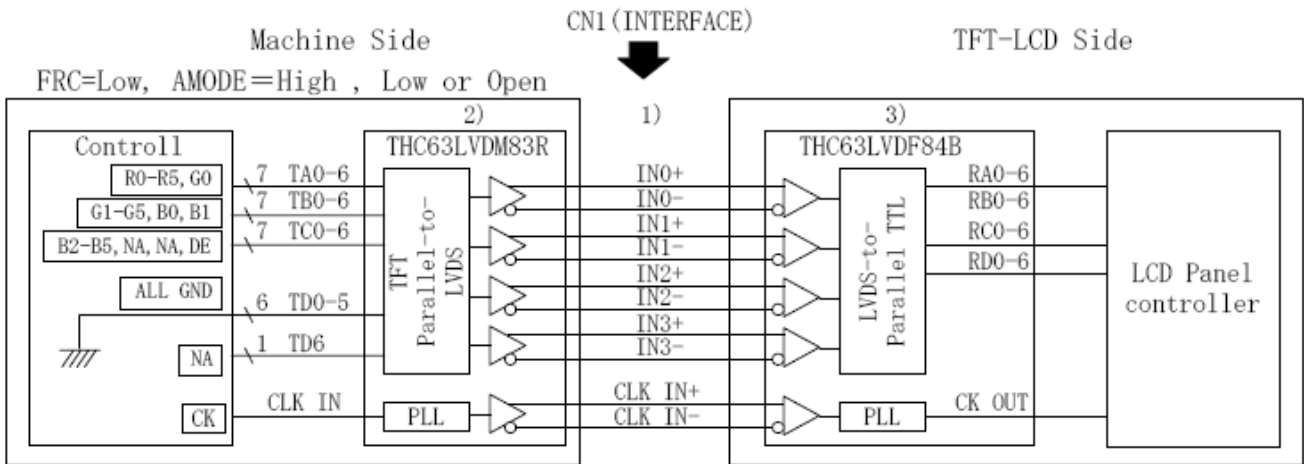 CN1(INTERFACE)
Machine Side
TFT-LCD Side
FRC=Low, AMODE=High , Low or Open
2)
1)
3)
Controll
THC63LVDM83R
THC63LVDF84B
R0-R5,G0
7 TA0-6
IN0+
RA0-6
G1-G5,B0,B1
7 TB0-6
IN0-
RB0-6
B2-B5,NA,NA,DE
7 TC0-6
IN1+
IN1-
RC0-6
ALL GND
6 TD0-5
IN2+
IN2-
RD0-6
NA
1 TD6
IN3+
IN3-
TFT
Parallel-to-
LVDS
LVDS-to-
Parallel TTL
LCD Panel
controller
CK
CLK IN
PLL
CLK IN+
CLK IN-
PLL
CK OUT